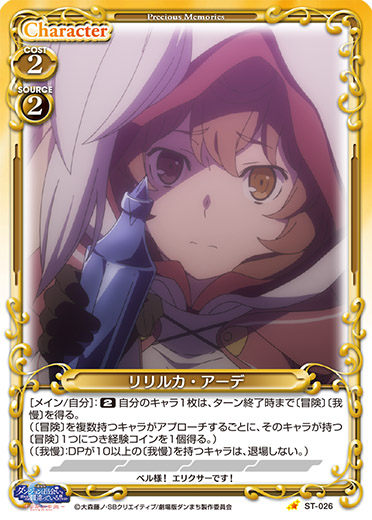 Precious Memories
Character
COST
2
SOURCE
2
リリルカ・アーデ
[メイン/自分]:2 自分のキャラ1枚は、ターン終了時まで〔冒険〕〔我
慢〕を得る。
(〔冒険〕を複数持つキャラがアプローチするごとに、そのキャラが持つ
〔冒険〕1つにつき経験コインを1個得る。)
(〔我慢:DPが10以上の〔我慢〕を持つキャラは、退場しない。)
ベル様! エリクサーです!
©大森藤ノ・SBクリエイティブ/劇場版ダンまち製作委員会
ST-026